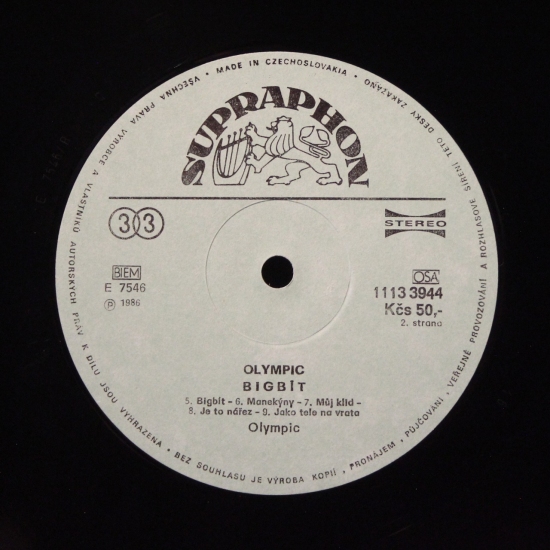 • MADE IN CZECHOSLOVAKIA •
VŠECHNA PRÁVA VÝROBCE A VLASTNÍKŮ AUTORSKÝCH PRÁV K DÍLU JSOU VYHRAZENA • BEZ SOUHLASU JE VÝROBA KOPIÍ, PRONÁJEM, PŮJČOVÁNÍ, VEŘEJNÉ PROVOZOVÁNÍ A ROZHLASOVÉ ŠÍŘENÍ TÉTO DESKY ZAKÁZÁNO
SUPRAPHON
33
STEREO
BIEM
OSA
E 7546
1113 3944
Ⓟ 1986
Kčs 50,-
2. strana
OLYMPIC
BIGBÍT
5. Bigbít - 6. Manekýny - 7. Můj klid -
8. Je to nářez - 9. Jako tele na vrata
Olympic